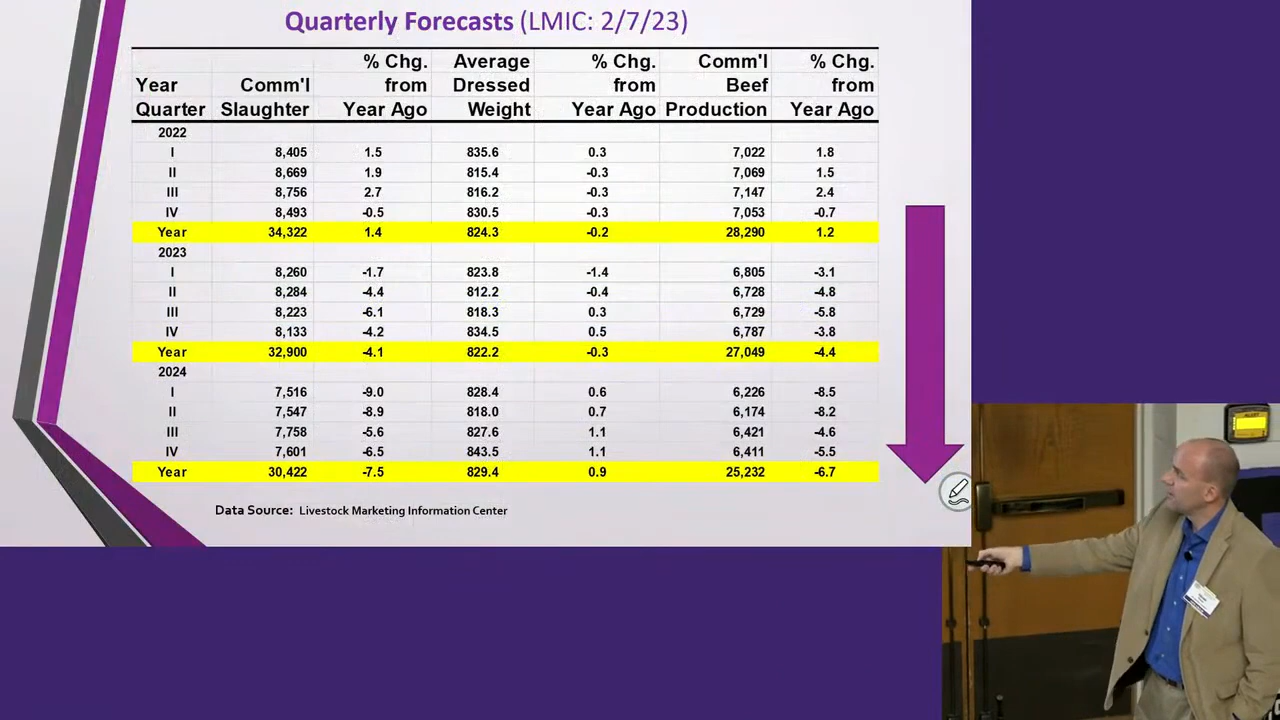 Quarterly Forecasts (LMIC: 2/7/23)
% Chg. Average % Chg. Comm'l % Chg.
Year Comm'l from Dressed from Beef from
Quarter Slaughter Year Ago Weight Year Ago Production Year Ago
2022
I 8,405 1.5 835.6 0.3 7,022 1.8
II 8,669 1.9 815.4 -0.3 7,069 1.5
III 8,756 2.7 816.2 -0.3 7,147 2.4
IV 8,493 -0.5 830.5 -0.3 7,053 -0.7
Year 34,322 1.4 824.3 -0.2 28,290 1.2
2023
I 8,260 -1.7 823.8 -1.4 6,805 -3.1
II 8,284 -4.4 812.2 -0.4 6,728 -4.8
III 8,223 -6.1 818.3 0.3 6,729 -5.8
IV 8,133 -4.2 834.5 0.5 6,787 -3.8
Year 32,900 -4.1 822.2 -0.3 27,049 -4.4
2024
I 7,516 -9.0 828.4 0.6 6,226 -8.5
II 7,547 -8.9 818.0 0.7 6,174 -8.2
III 7,758 -5.6 827.6 1.1 6,421 -4.6
IV 7,601 -6.5 843.5 1.1 6,411 -5.5
Year 30,422 -7.5 829.4 0.9 25,232 -6.7
Data Source: Livestock Marketing Information Center